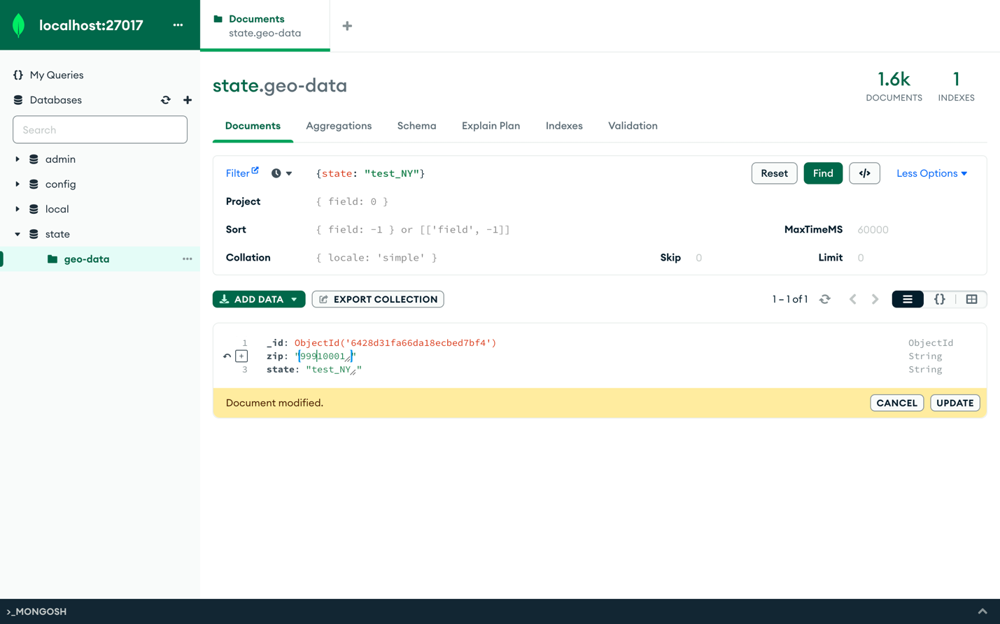 localhost:27017
Documents
state.geo-data
My Queries
Databases
Search
admin
config
local
state
geo-data
state.geo-data
1.6k
DOCUMENTS
1
INDEXES
Documents
Aggregations
Schema
Explain Plan
Indexes
Validation
Filter
{state: "test_NY"}
Reset
Find
</>
Less Options
Project
{ field: 0 }
Sort
{ field: -1 } or [['field', -1]]
MaxTimeMS
60000
Collation
{ locale: 'simple' }
Skip
0
Limit
0
ADD DATA
EXPORT COLLECTION
1 – 1 of 1
{}
1
_id: ObjectId('6428d31fa66da18ecbed7bf4')
ObjectId
zip: "99910001"
String
3
state: "test_NY"
String
Document modified.
CANCEL
UPDATE
>_MONGOSH